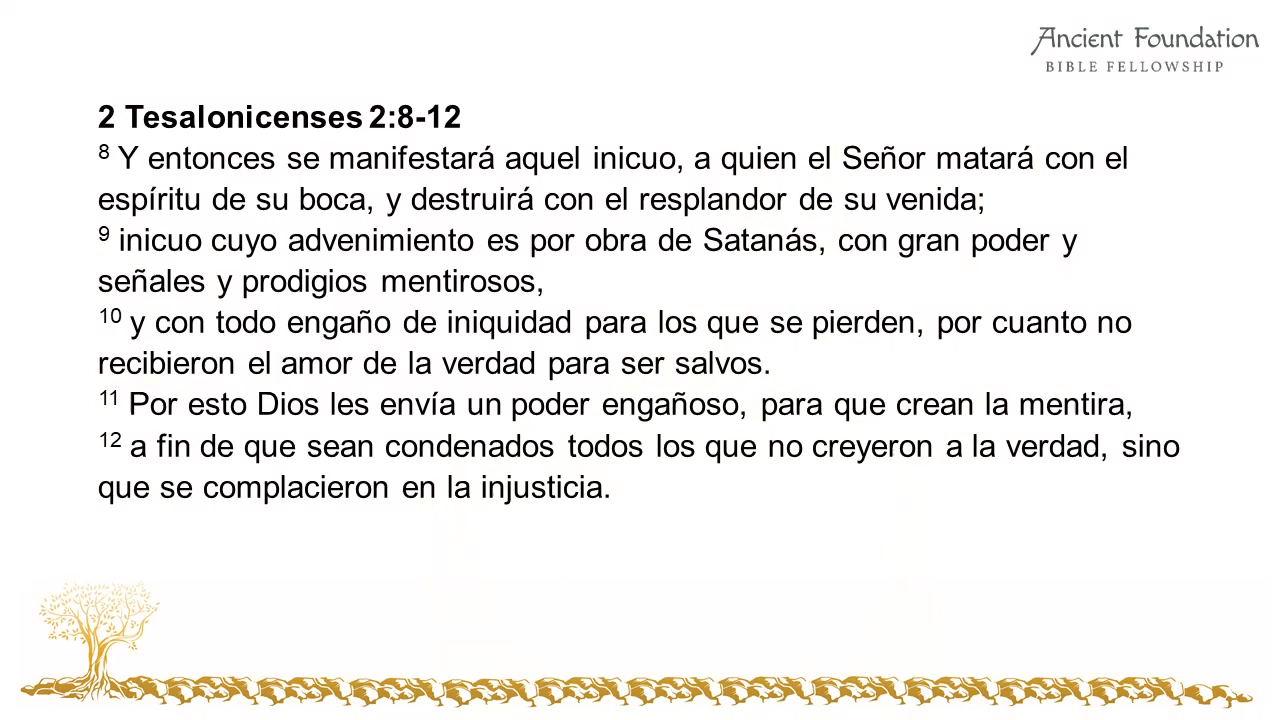 Ancient Foundation
BIBLE FELLOWSHIP
2 Tesalonicenses 2:8-12
8 Y entonces se manifestará aquel inicuo, a quien el Señor matará con el
espíritu de su boca, y destruirá con el resplandor de su venida;
9 inicuo cuyo advenimiento es por obra de Satanás, con gran poder y
señales y prodigios mentirosos,
10 y con todo engaño de iniquidad para los que se pierden, por cuanto no
recibieron el amor de la verdad para ser salvos.
11 Por esto Dios les envía un poder engañoso, para que crean la mentira,
12 a fin de que sean condenados todos los que no creyeron a la verdad, sino
que se complacieron en la injusticia.